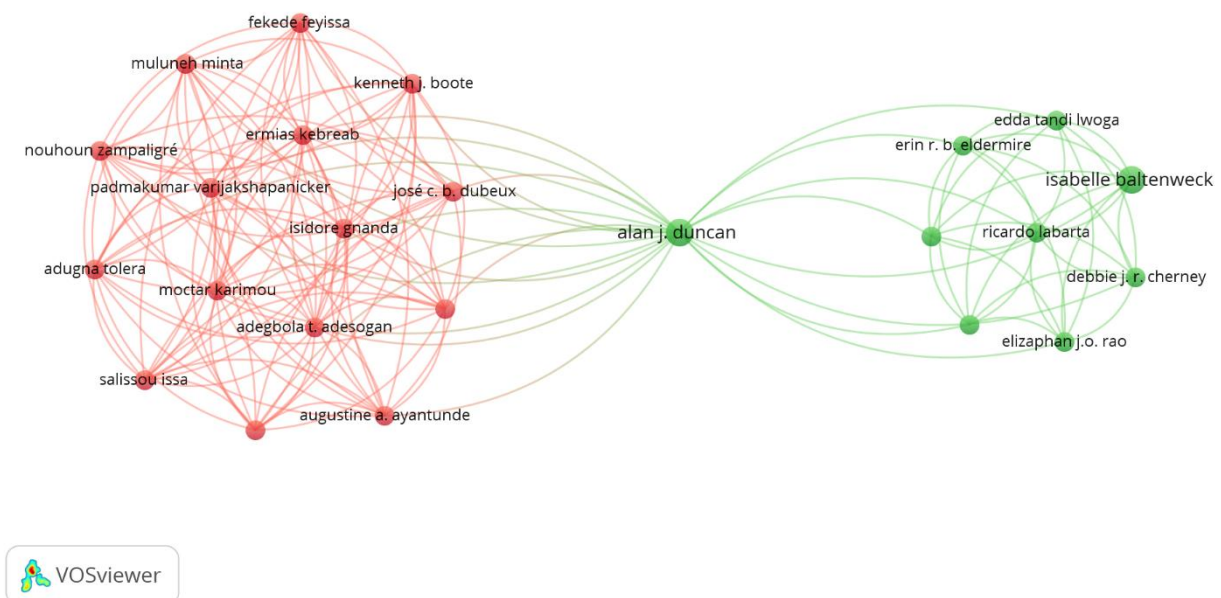 fekede feyissa
muluneh minta
kenneth j. boote
ermias kebreab
nouhoun zampaligré
padmakumar varijakshapanicker
josé c. b. dubeux
isidore gnanda
adugna tolera
moctar karimou
adegbola t. adesogan
salissou issa
augustine a. ayantunde
alan j. duncan
edda tandi lwoga
erin r. b. eldermire
isabelle baltenweck
ricardo labarta
debbie j. r. cherney
elizaphan j.o. rao
VOSviewer